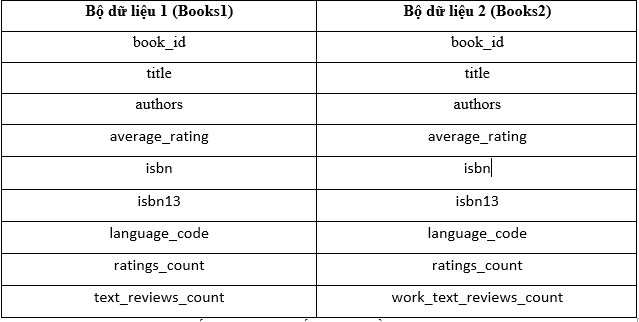 Bộ dữ liệu 1 (Books1) Bộ dữ liệu 2 (Books2)
book_id book_id
title title
authors authors
average_rating average_rating
isbn isbn
isbn13 isbn13
language_code language_code
ratings_count ratings_count
text_reviews_count work_text_reviews_count